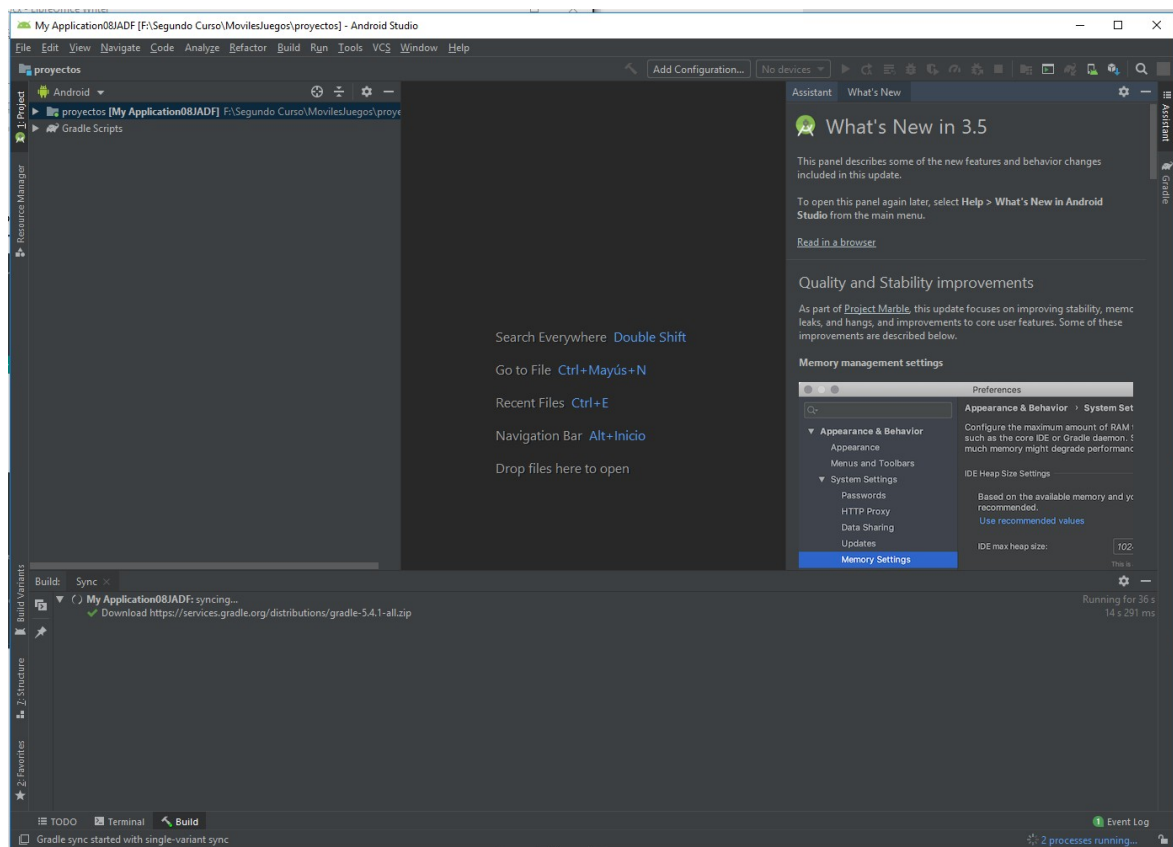 My Application08JADF [F:\Segundo Curso\MovilesJuegos\proyectos] - Android Studio
File Edit View Navigate Code Analyze Refactor Build Run Tools VCS Window Help
proyectos
Add Configuration...
No devices
Android
1: Project
Resource Manager
proyectos [My Application08JADF] F:\Segundo Curso\MovilesJuegos\proye
Gradle Scripts
Search Everywhere Double Shift
Go to File Ctrl+Mayús+N
Recent Files Ctrl+E
Navigation Bar Alt+Inicio
Drop files here to open
Assistant What's New
Assistant
Gradle
What's New in 3.5
This panel describes some of the new features and behavior changes
included in this update.
To open this panel again later, select Help > What's New in Android
Studio from the main menu.
Read in a browser
Quality and Stability improvements
As part of Project Marble, this update focuses on improving stability, memc
leaks, and hangs, and improvements to core user features. Some of these
improvements are described below.
Memory management settings
Preferences
Appearance & Behavior
Appearance
Menus and Toolbars
System Settings
Passwords
HTTP Proxy
Data Sharing
Updates
Memory Settings
Appearance & Behavior › System Set
Configure the maximum amount of RAM
such as the core IDE or Gradle daemon.
much memory might degrade performanc
IDE Heap Size Settings
Based on the available memory and yo
recommended.
Use recommended values
IDE max heap size: 102
This is
Build: Sync
My Application08JADF: syncing...
Running for 36 s
Download https://services.gradle.org/distributions/gradle-5.4.1-all.zip
14 s 291 ms
Build Variants
7: Structure
2: Favorites
TODO Terminal Build
1 Event Log
Gradle sync started with single-variant sync
2 processes running...